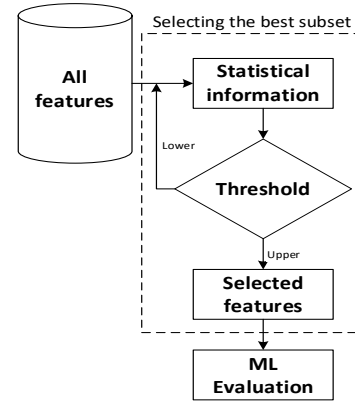 Selecting the best subset
All
features
Statistical
information
Lower
Threshold
Upper
Selected
features
ML
Evaluation